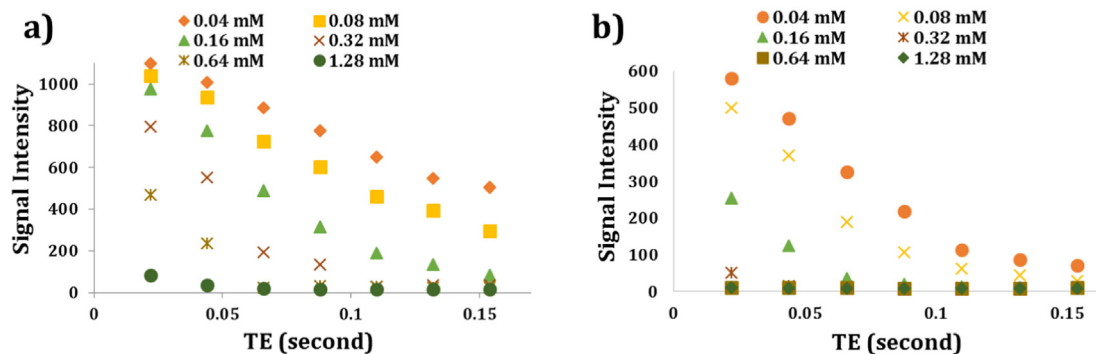 a)
0.04 mM 0.08 mM
0.16 mM 0.32 mM
0.64 mM 1.28 mM
Signal Intensity
1000
800
600
400
200
0
0 0.05 0.1 0.15
TE (second)
b)
0.04 mM 0.08 mM
0.16 mM 0.32 mM
0.64 mM 1.28 mM
Signal Intensity
600
500
400
300
200
100
0
0 0.05 0.1 0.15
TE (second)